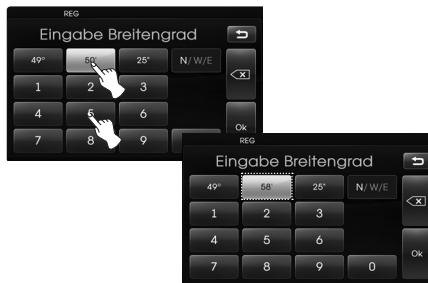 REG
Eingabe Breitengrad
49° 50' 25" N/ W/E
1 2 3
4 5 6
Ok
7 8 9
REG
Eingabe Breitengrad
49° 58' 25" N/ W/E
1 2 3
4 5 6
Ok
7 8 9 0